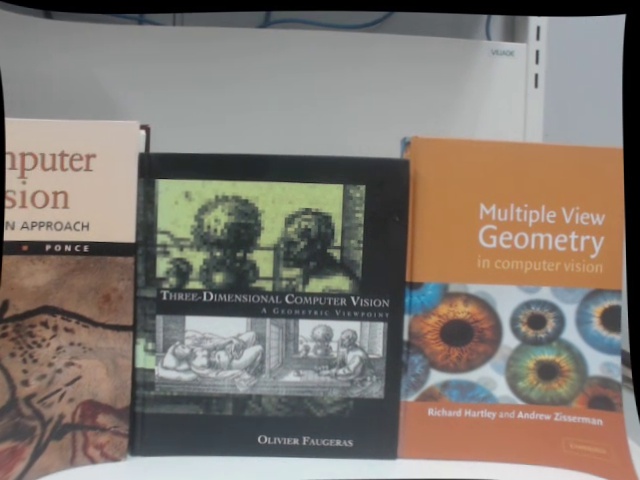 mputer
sion
N APPROACH
PONCE
THREE-DIMENSIONAL COMPUTER VISION
A GEOMETRIC VIEWPOINT
OLIVIER FAUGERAS
Multiple View
Geometry
in computer vision
Richard Hartley and Andrew Zisserman